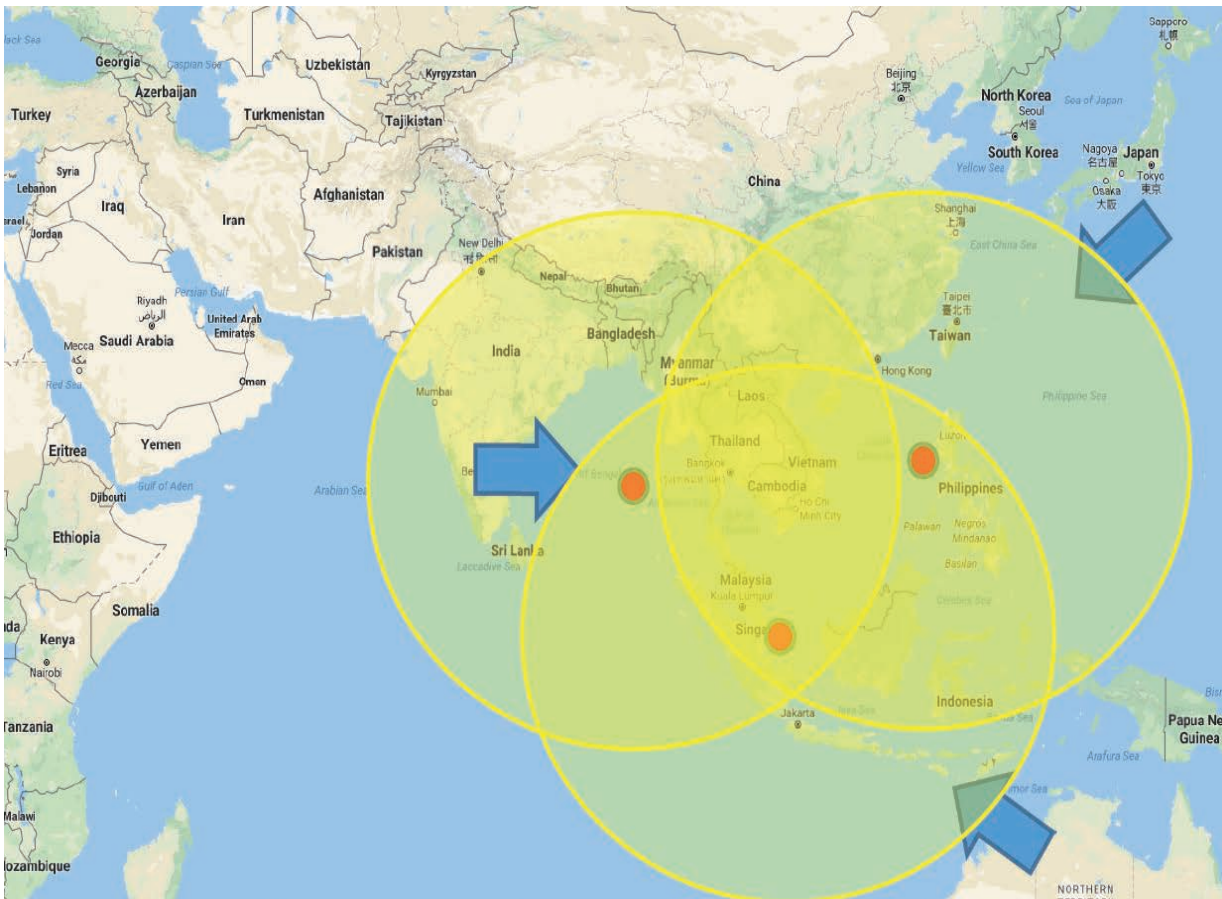 Sapporo
札幌
Georgia
Caspian Sea
Uzbekistan
Kyrgyzstan
Azerbaijan
Turkmenistan
Tajikistan
Turkey
Beijing
北京
North Korea
Seoul
서울
South Korea
Sea of Japan
Nagoya
名古屋
Japan
Tokyo
東京
Osaka
大阪
Yellow Sea
Syria
Lebanon
Iraq
Jordan
Iran
Afghanistan
Pakistan
China
New Delhi
Nepal
Bhutan
Bangladesh
Shanghai
上海
East China Sea
Persian Gulf
Riyadh
الرياض
United Arab
Emirates
Saudi Arabia
Mecca
مكة
Red Sea
Oman
India
Mumbai
Myanmar
(Burma)
Taipei
臺北市
Taiwan
Hong Kong
Laos
Philippine Sea
Eritrea
Yemen
Gulf of Aden
Djibouti
Arabian Sea
Thailand
Bangkok
Vietnam
Cambodia
Ho Chi
Minh City
Luzon
Philippines
Palawan
Negros
Mindanao
Basilan
Ethiopia
Sri Lanka
Laccadive Sea
Somalia
Kenya
Nairobi
Malaysia
Kuala Lumpur
Celebes Sea
Indonesia
Jakarta
Java Sea
Tanzania
Papua Ne
Guinea
Arafura Sea
Malawi
NORTHERN